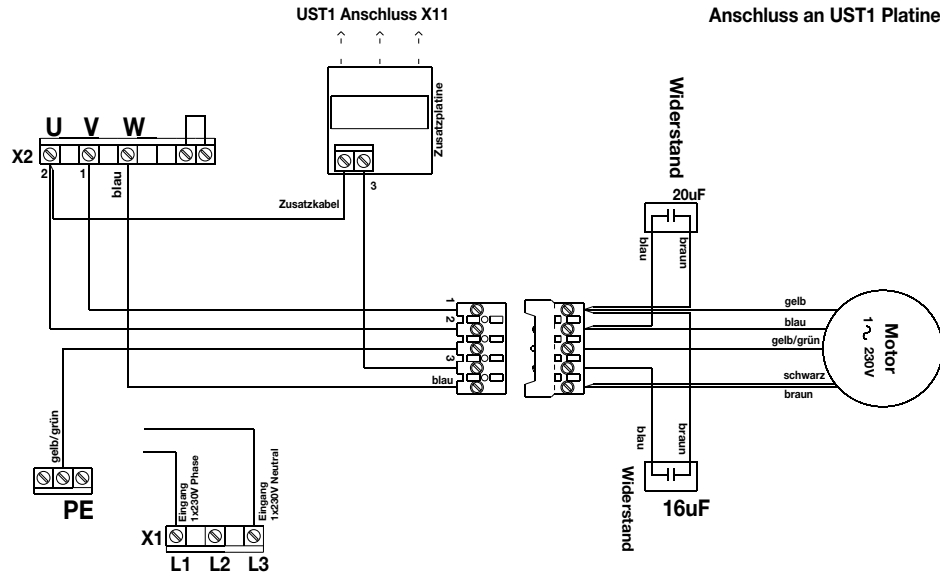 UST1 Anschluss X11
Anschluss an UST1 Platine
Zusatzplatine
U V W
X2
2
1
blau
3
Zusatzkabel
Widerstand
20uF
blau
braun
1
2
3
blau
gelb
blau
gelb/grün
schwarz
braun
Motor
1 ~ 230V
gelb/grün
PE
Eingang
1x230V Phase
Eingang
1x230V Neutral
X1
L1 L2 L3
blau
braun
Widerstand
16uF